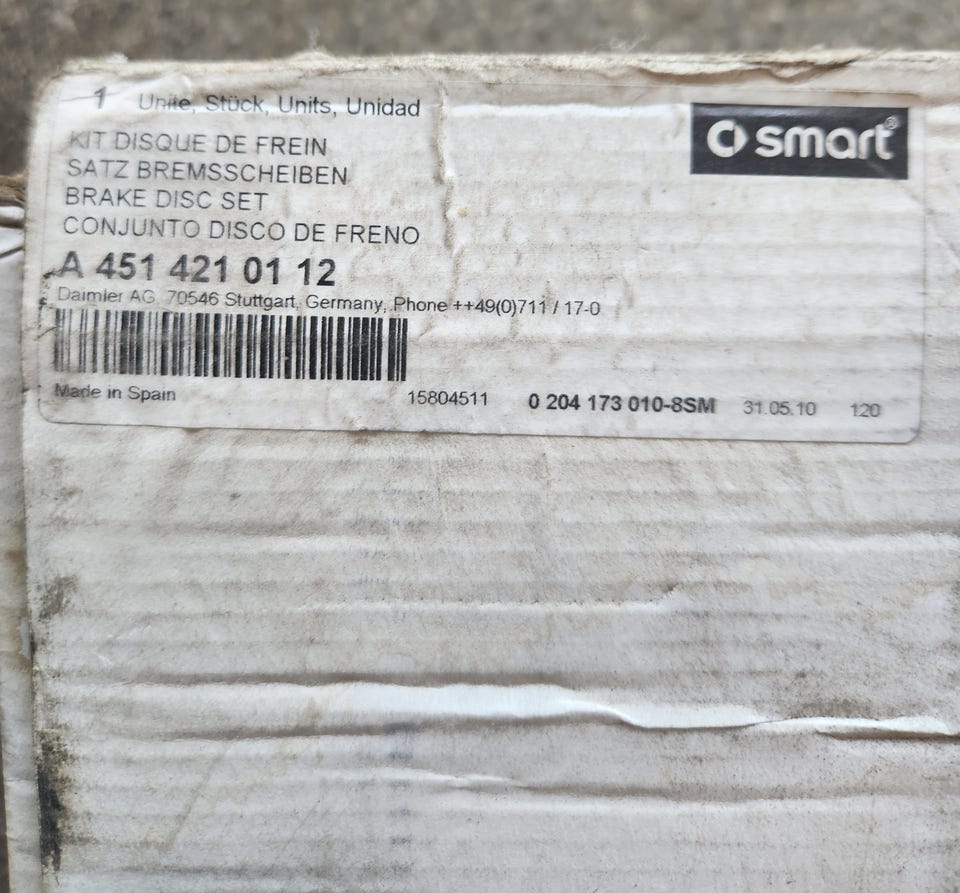 1 Unite, Stück, Units, Unidad
smart®
KIT DISQUE DE FREIN
SATZ BREMSSCHEIBEN
BRAKE DISC SET
CONJUNTO DISCO DE FRENO
A 451 421 01 12
Daimler AG, 70546 Stuttgart, Germany, Phone ++49(0)711 / 17-0
Made in Spain 15804511 0 204 173 010-8SM 31.05.10 120